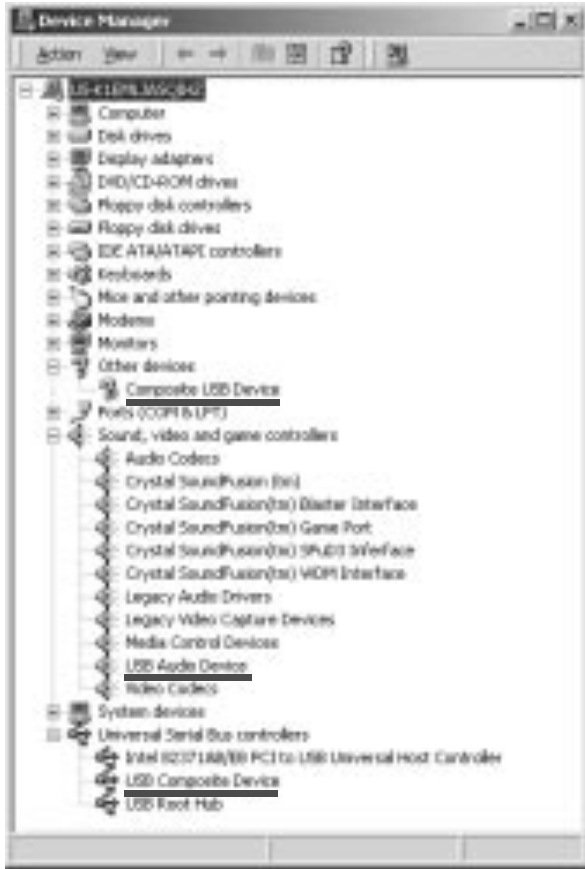 Device Manager
Action View
Computer
Disk drives
Display adapters
DVD/CD-ROM drives
Floppy disk controllers
Floppy disk drives
IDE ATA/ATAPI controllers
Keyboards
Mice and other pointing devices
Modems
Monitors
Other devices
Composite USB Device
Ports (COM & LPT)
Sound, video and game controllers
Audio Codecs
Crystal SoundFusion (tm)
Crystal SoundFusion(tm) Blaster Interface
Crystal SoundFusion(tm) Game Port
Crystal SoundFusion(tm) Interface
Crystal SoundFusion(tm) WDM Interface
Legacy Audio Drivers
Legacy Video Capture Devices
Media Control Devices
USB Audio Device
Video Codecs
System devices
Universal Serial Bus controllers
Intel 82371AB/EB PCI to USB Universal Host Controller
USB Composite Device
USB Root Hub